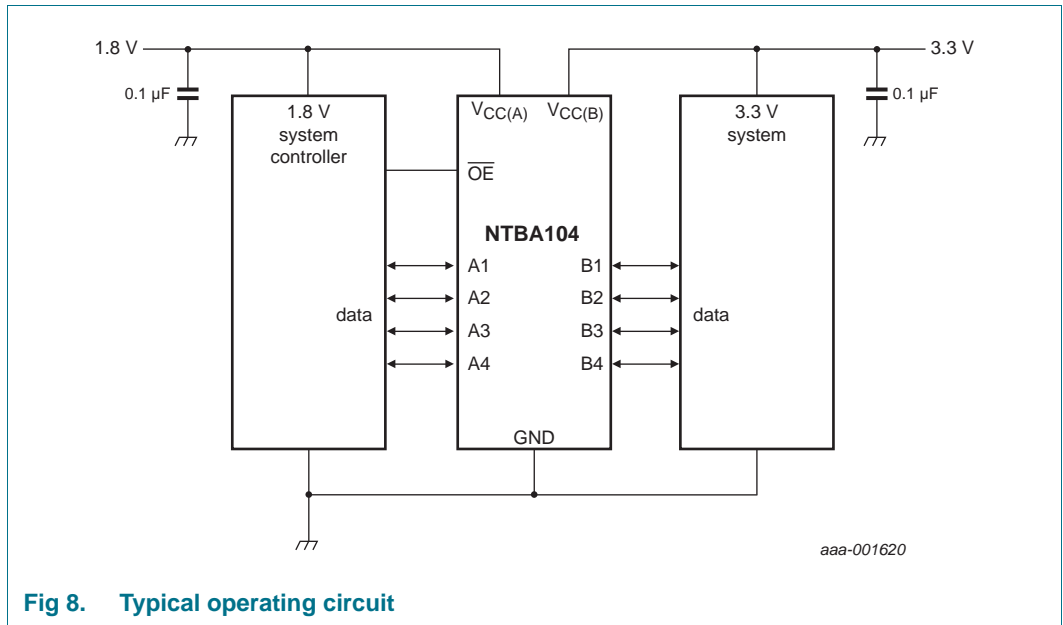 1.8 V
3.3 V
0.1 μF
0.1 μF
1.8 V
system
controller
VCC(A) VCC(B)
3.3 V
system
OE
NTBA104
A1 B1
A2 B2
data
data
A3 B3
A4 B4
GND
aaa-001620
Fig 8. Typical operating circuit